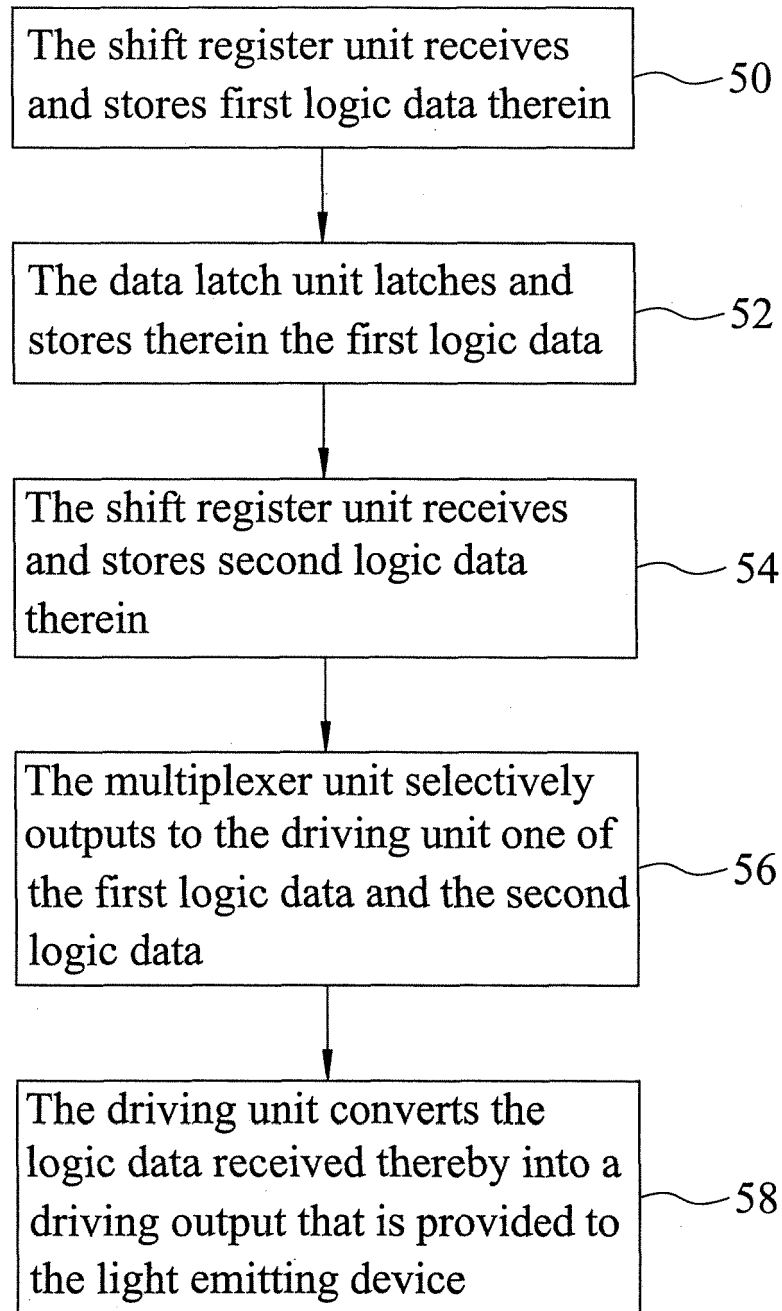 The shift register unit receives
and stores first logic data therein
50
The data latch unit latches and
stores therein the first logic data
52
The shift register unit receives
and stores second logic data
therein
54
The multiplexer unit selectively
outputs to the driving unit one of
the first logic data and the second
logic data
56
The driving unit converts the
logic data received thereby into a
driving output that is provided to
the light emitting device
58